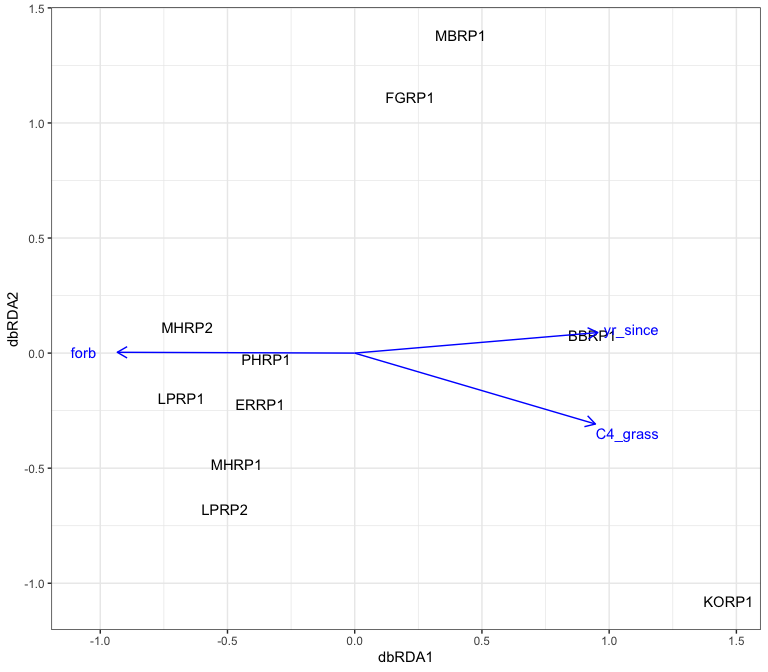 1.5
MBRP1
FGRP1
1.0
0.5
dbRDA2
MHRP2
BBRP1
yr_since
forb
0.0
PHRP1
LPRP1
ERRP1
C4_grass
MHRP1
-0.5
LPRP2
-1.0
KORP1
-1.0 -0.5 0.0 0.5 1.0 1.5
dbRDA1